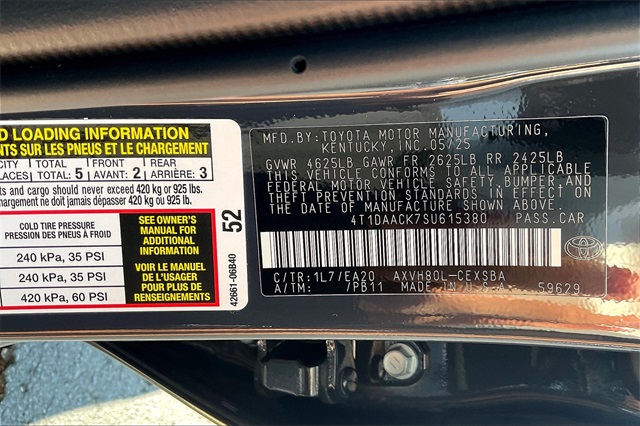 D LOADING INFORMATION
NTS SUR LES PNEUS ET LE CHARGEMENT
CITY TOTAL 5 FRONT 2 REAR 3
PLACES TOTAL AVANT: ARRIÈRE:
nts and cargo should never exceed 420 kg or 925 lbs.
chargement ne doit jamais dépasser 420 kg ou 925 lb.
COLD TIRE PRESSURE
PRESSION DES PNEUS À FROID
240 kPa, 35 PSI
240 kPa, 35 PSI
420 kPa, 60 PSI
SEE OWNER'S
MANUAL FOR
ADDITIONAL
INFORMATION
VOIR LE MANUEL
DE L'USAGER
POUR PLUS DE
RENSEIGNEMENTS
52
42661-06B40
MFD.BY:TOYOTA MOTOR MANUFACTURING,
KENTUCKY, INC.05/25
GVWR 4625LB GAWR FR 2625LB RR 2425LB
THIS VEHICLE CONFORMS TO ALL APPLICABLE
FEDERAL MOTOR VEHICLE SAFETY,BUMPER,AND
THEFT PREVENTION STANDARDS IN EFFECT ON
THE DATE OF MANUFACTURE SHOWN ABOVE.
4T1DAACK7SU615380 PASS.CAR
C/TR:1L7/EA20 AXVH80L-CEXSBA
A/TM: 7PB11 MADE IN U.S.A. 59629